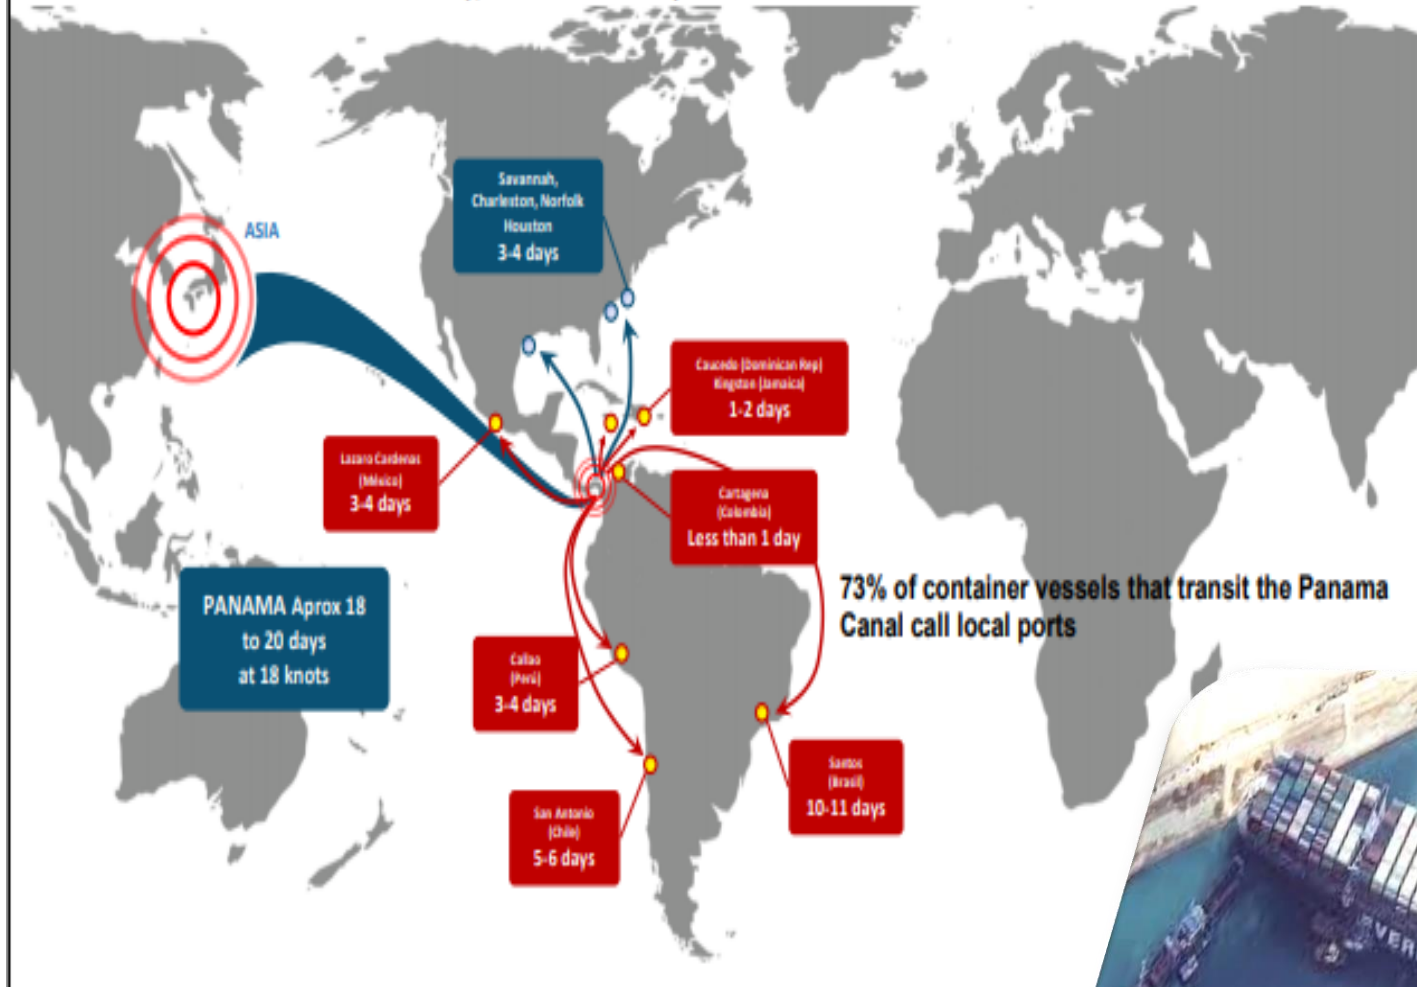 ASIA
Savannah,
Charleston, Norfolk
Houston
3-4 days
Caucedo (Dominican Rep)
Kingston (Jamaica)
1-2 days
Lazaro Cardenas
(México)
3-4 days
Cartagena
(Colombia)
Less than 1 day
PANAMA Aprox 18
to 20 days
at 18 knots
73% of container vessels that transit the Panama
Canal call local ports
Callao
(Perú)
3-4 days
Santos
(Brasil)
10-11 days
San Antonio
(Chile)
5-6 days
VER